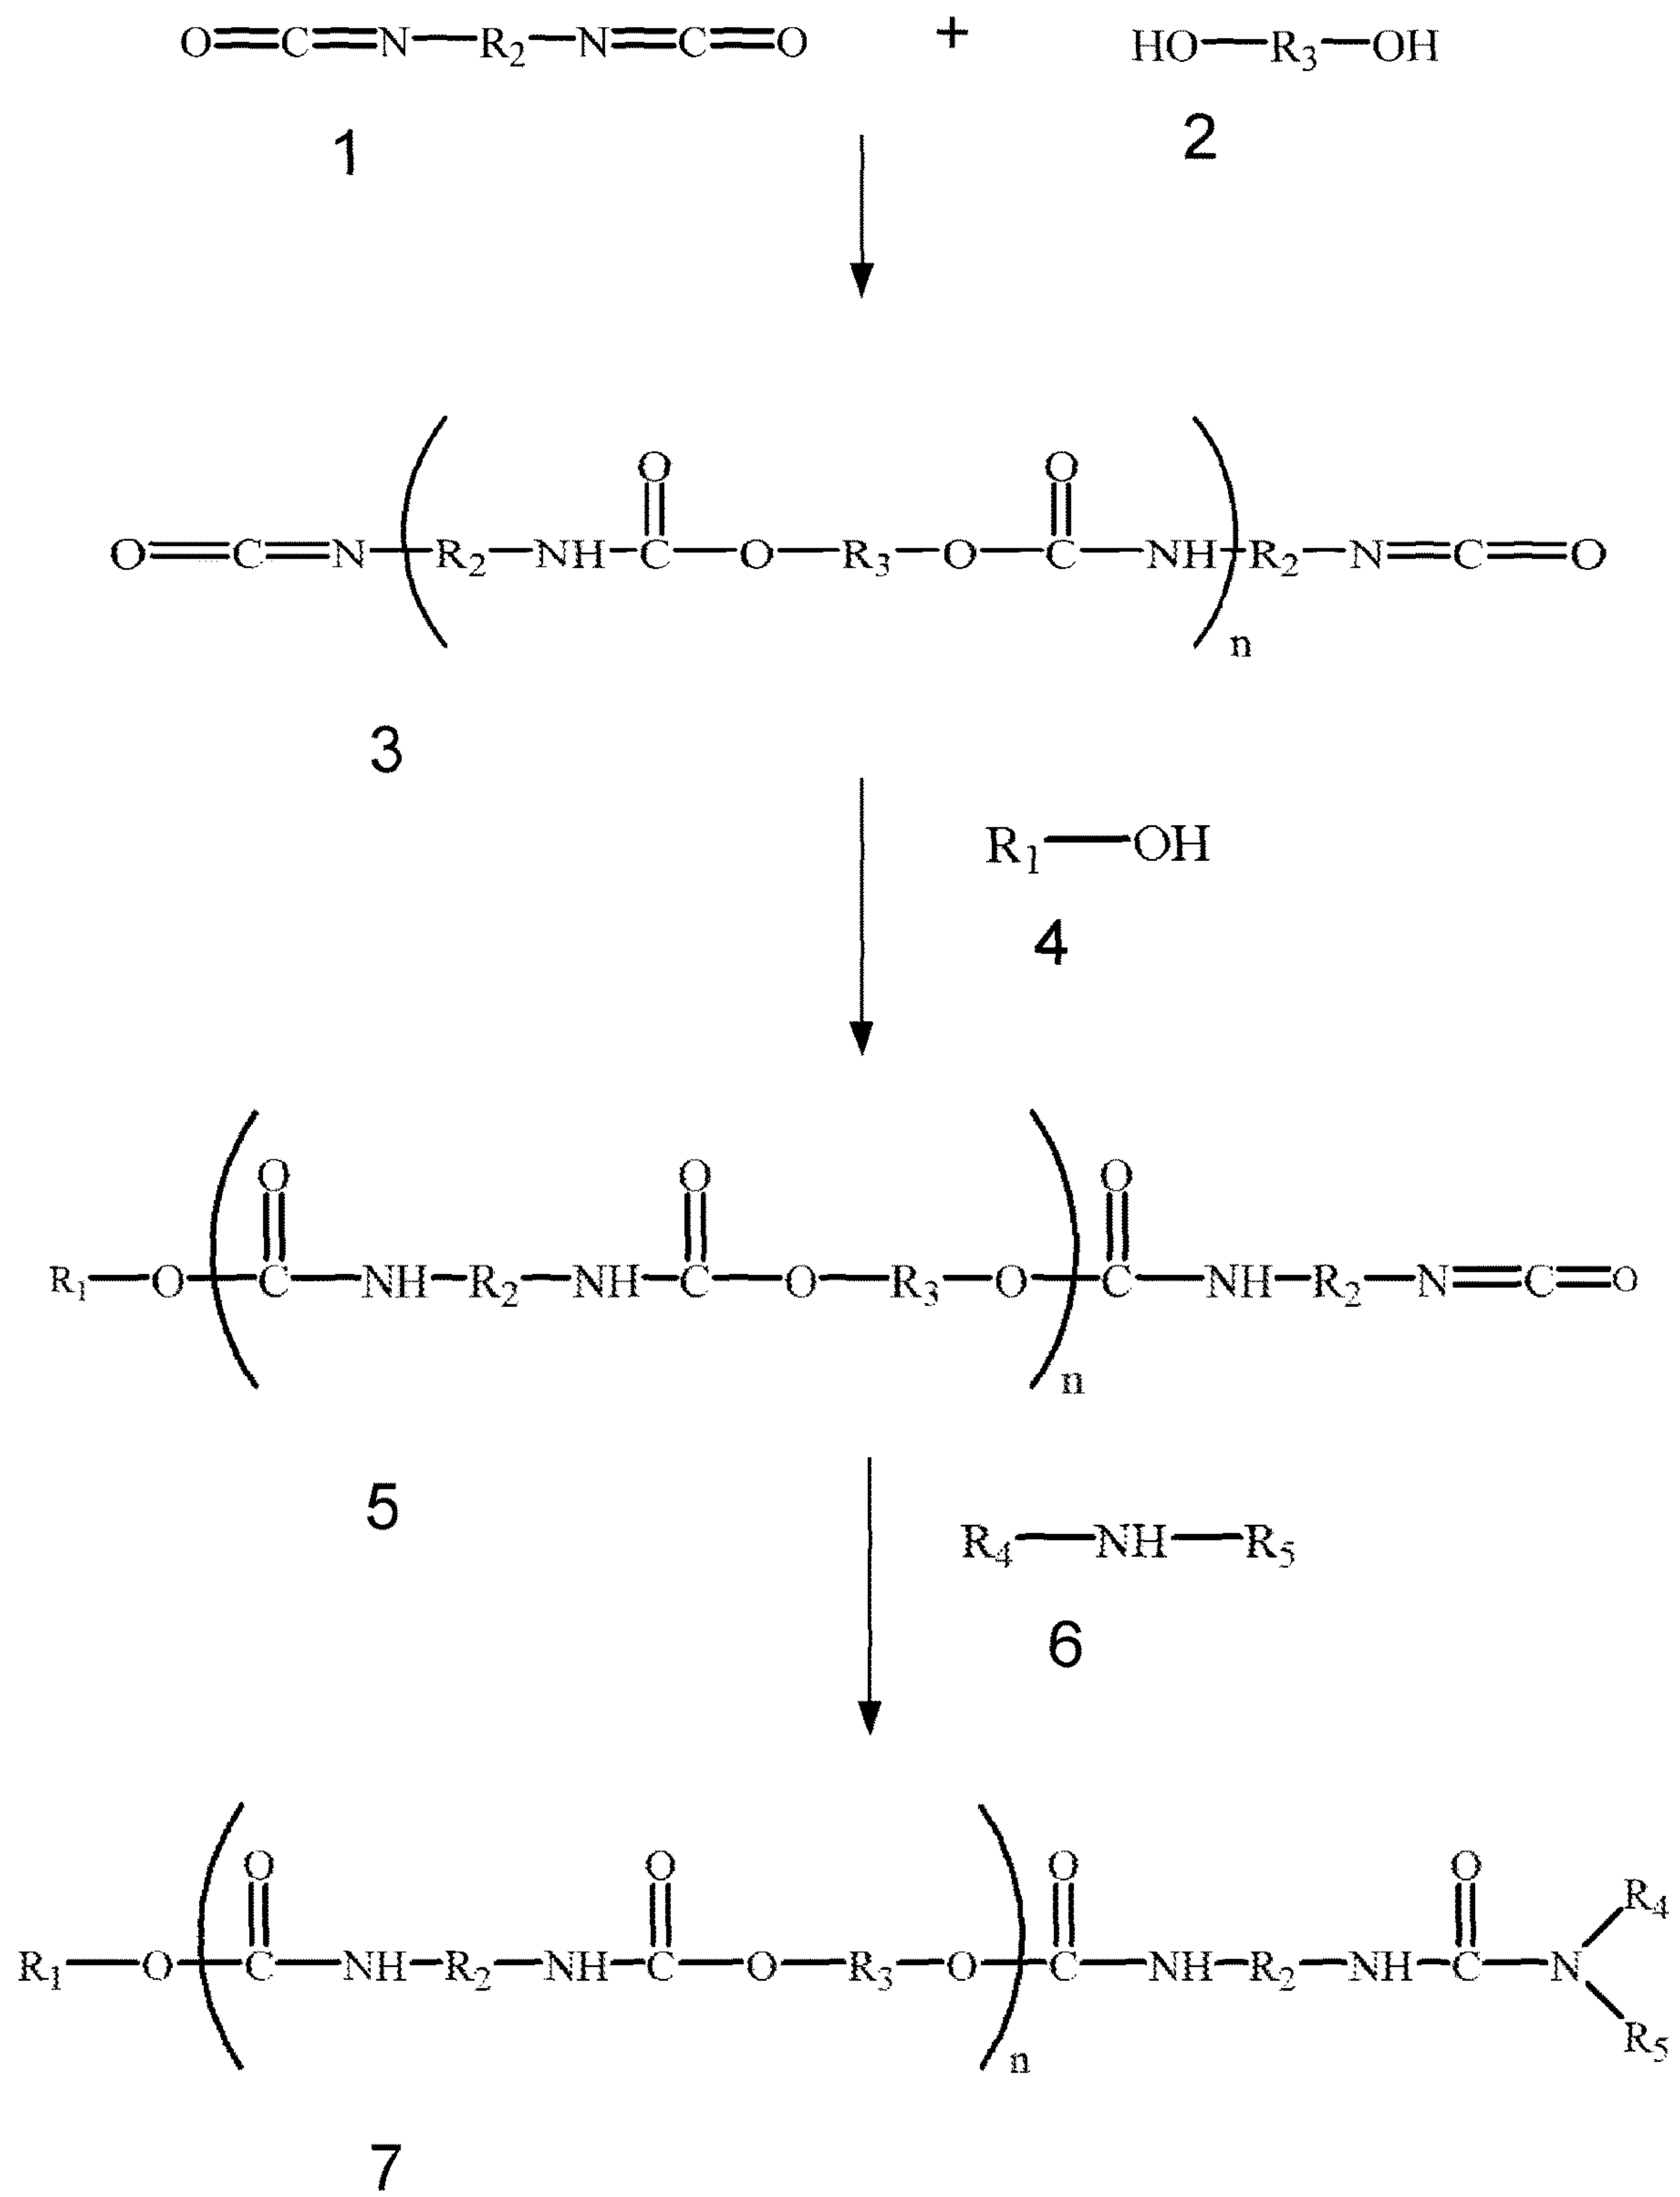 O=C=N—R2—N=C=O + HO—R3—OH
1 2
O O
O=C=N—(R2—NH—C—O—R3—O—C—NH)—R2—N=C=O
n
3
R1—OH
4
O O O
R1—O—(C—NH—R2—NH—C—O—R3—O)—C—NH—R2—N=C=O
n
5
R4—NH—R5
6
O O O O
R4
R1—O—(C—NH—R2—NH—C—O—R3—O)—C—NH—R2—NH—C—N
R5
n
7